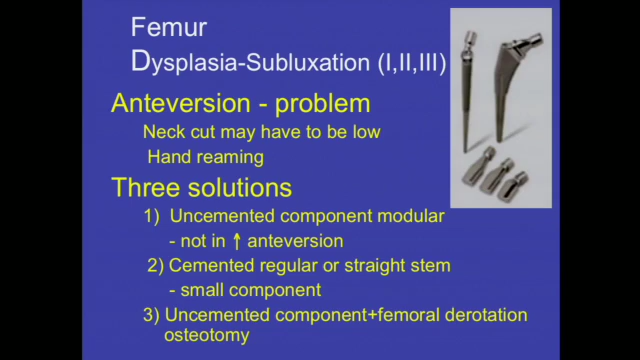 Femur
Dysplasia-Subluxation (I,II,III)
Anteversion - problem
Neck cut may have to be low
Hand reaming
Three solutions
1) Uncemented component modular
- not in ↑ anteversion
2) Cemented regular or straight stem
- small component
3) Uncemented component+femoral derotation
osteotomy